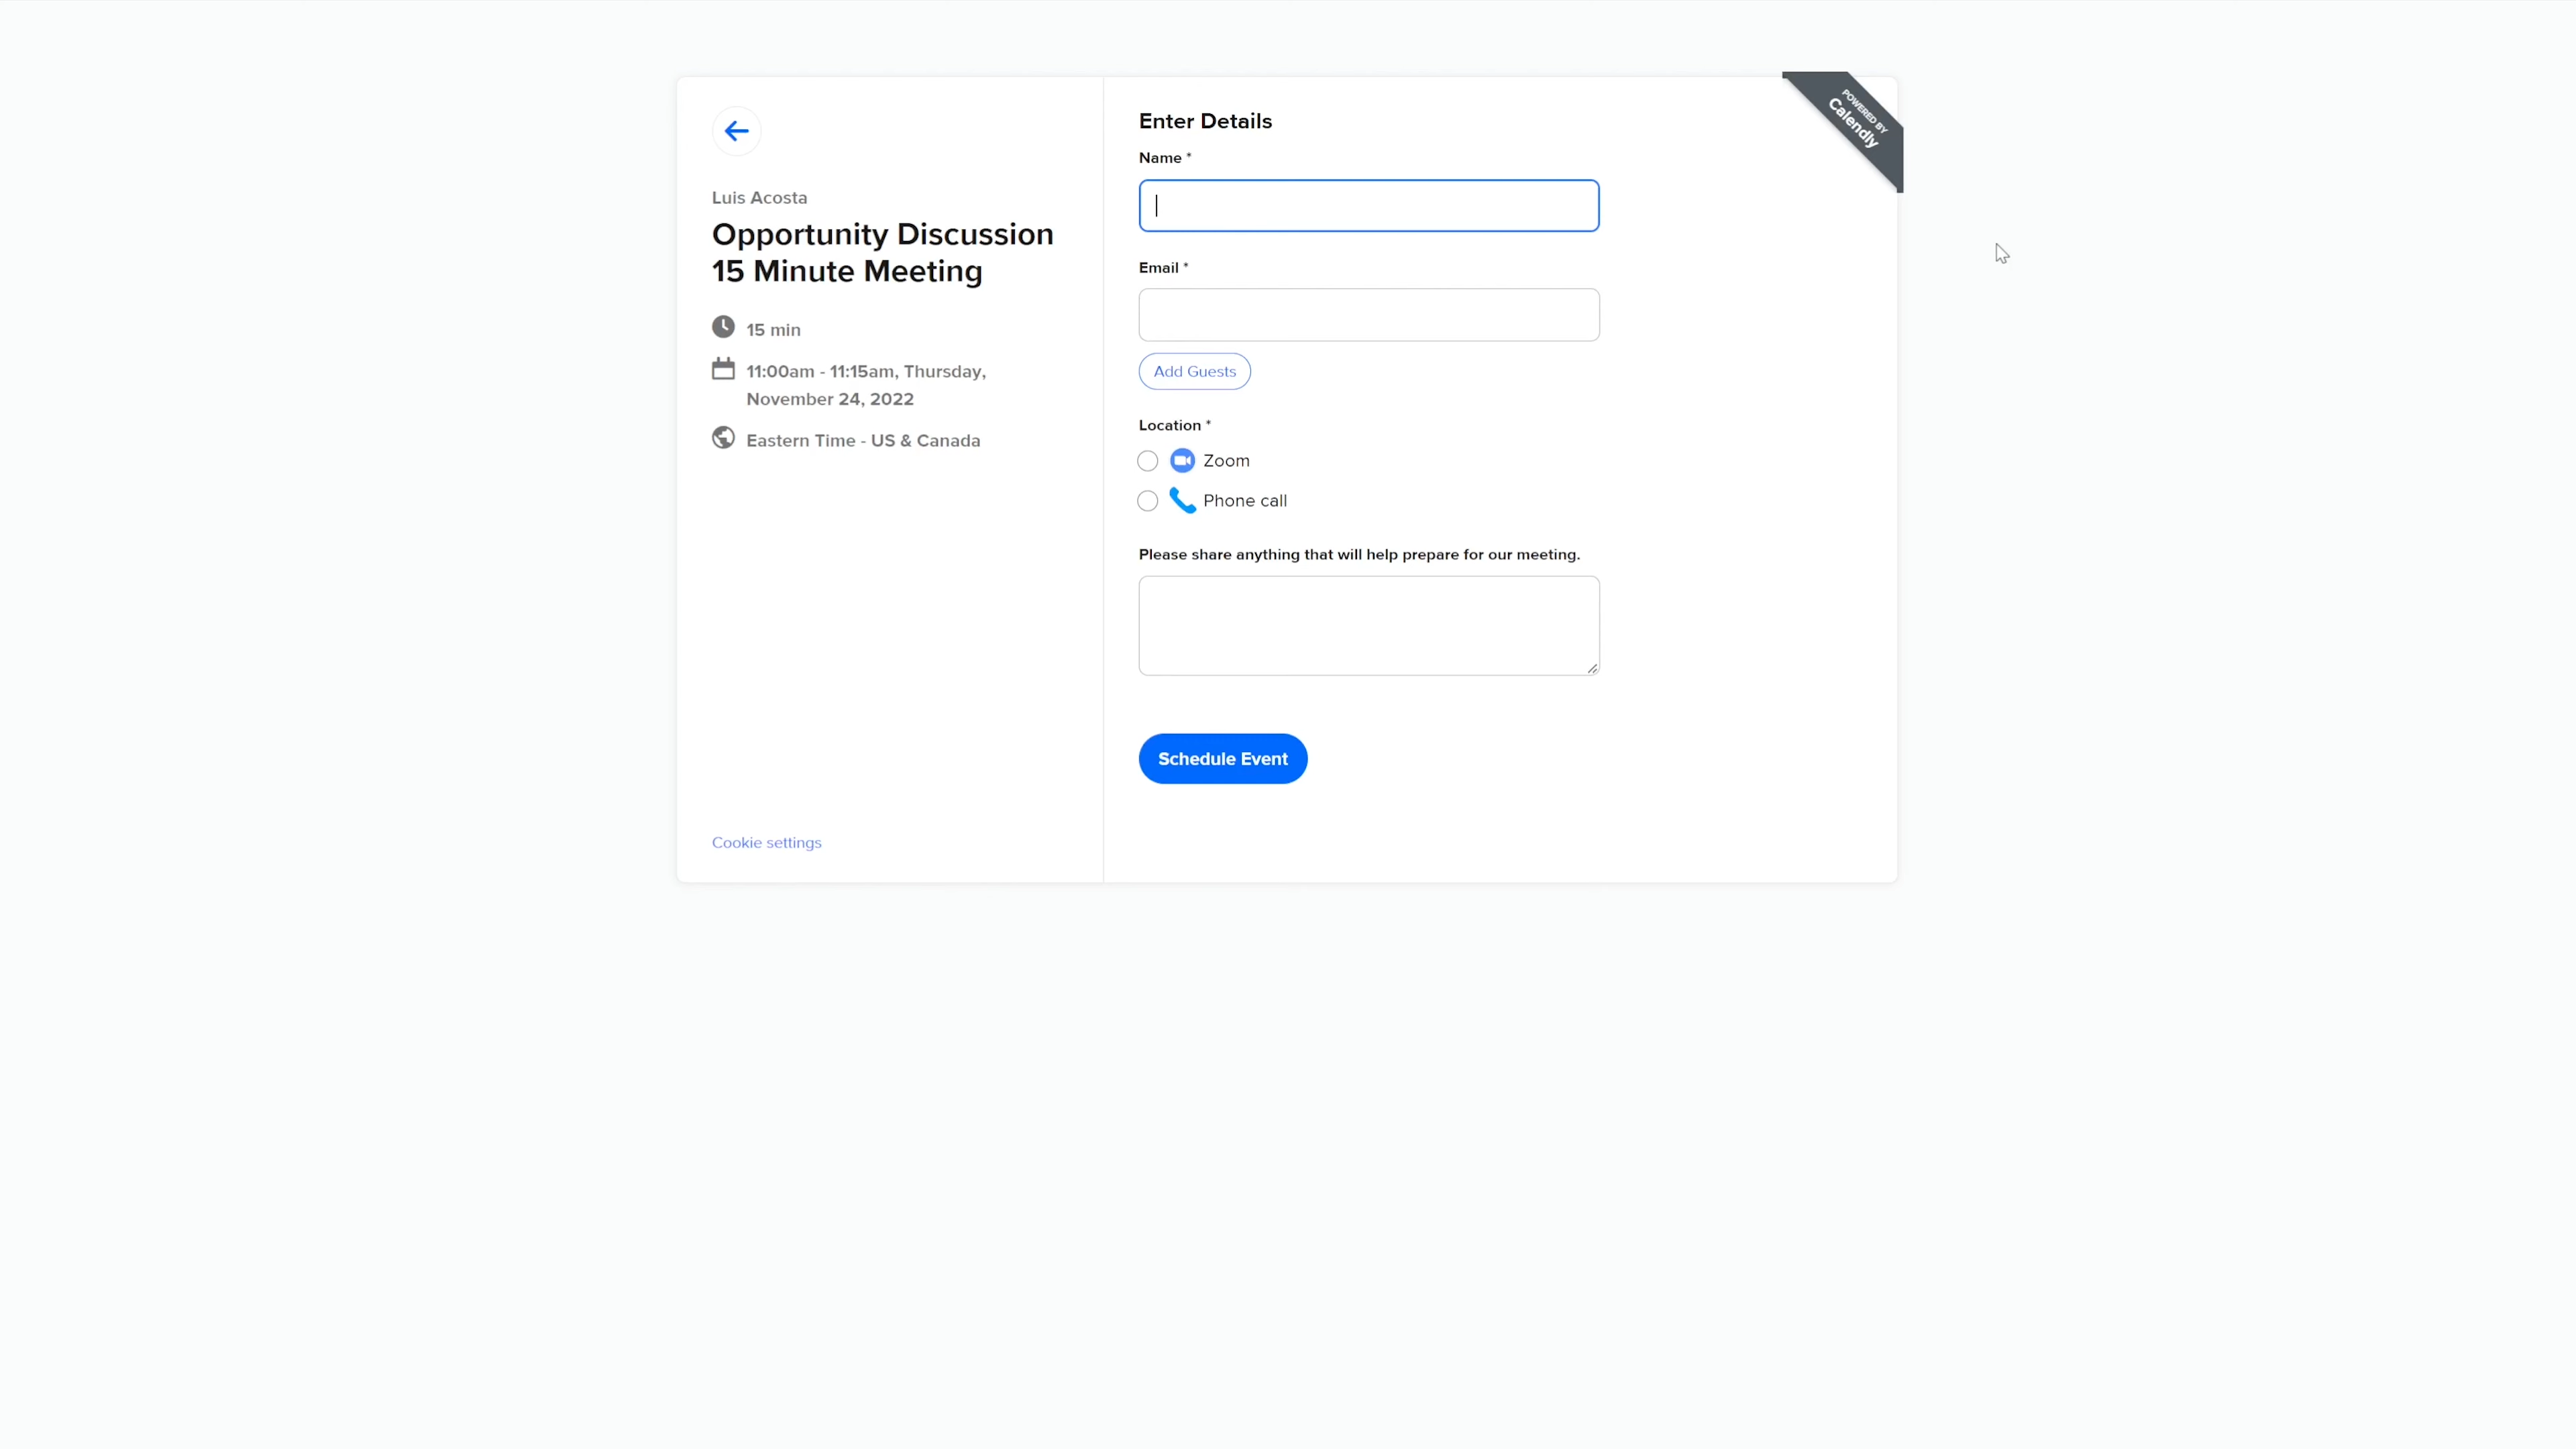 Luis Acosta
Opportunity Discussion
15 Minute Meeting
15 min
11:00am - 11:15am, Thursday,
November 24, 2022
Eastern Time - US & Canada
Cookie settings
Enter Details
Name *
Email *
Add Guests
Location *
Zoom
Phone call
Please share anything that will help prepare for our meeting.
Schedule Event
POWERED BY
Calendly